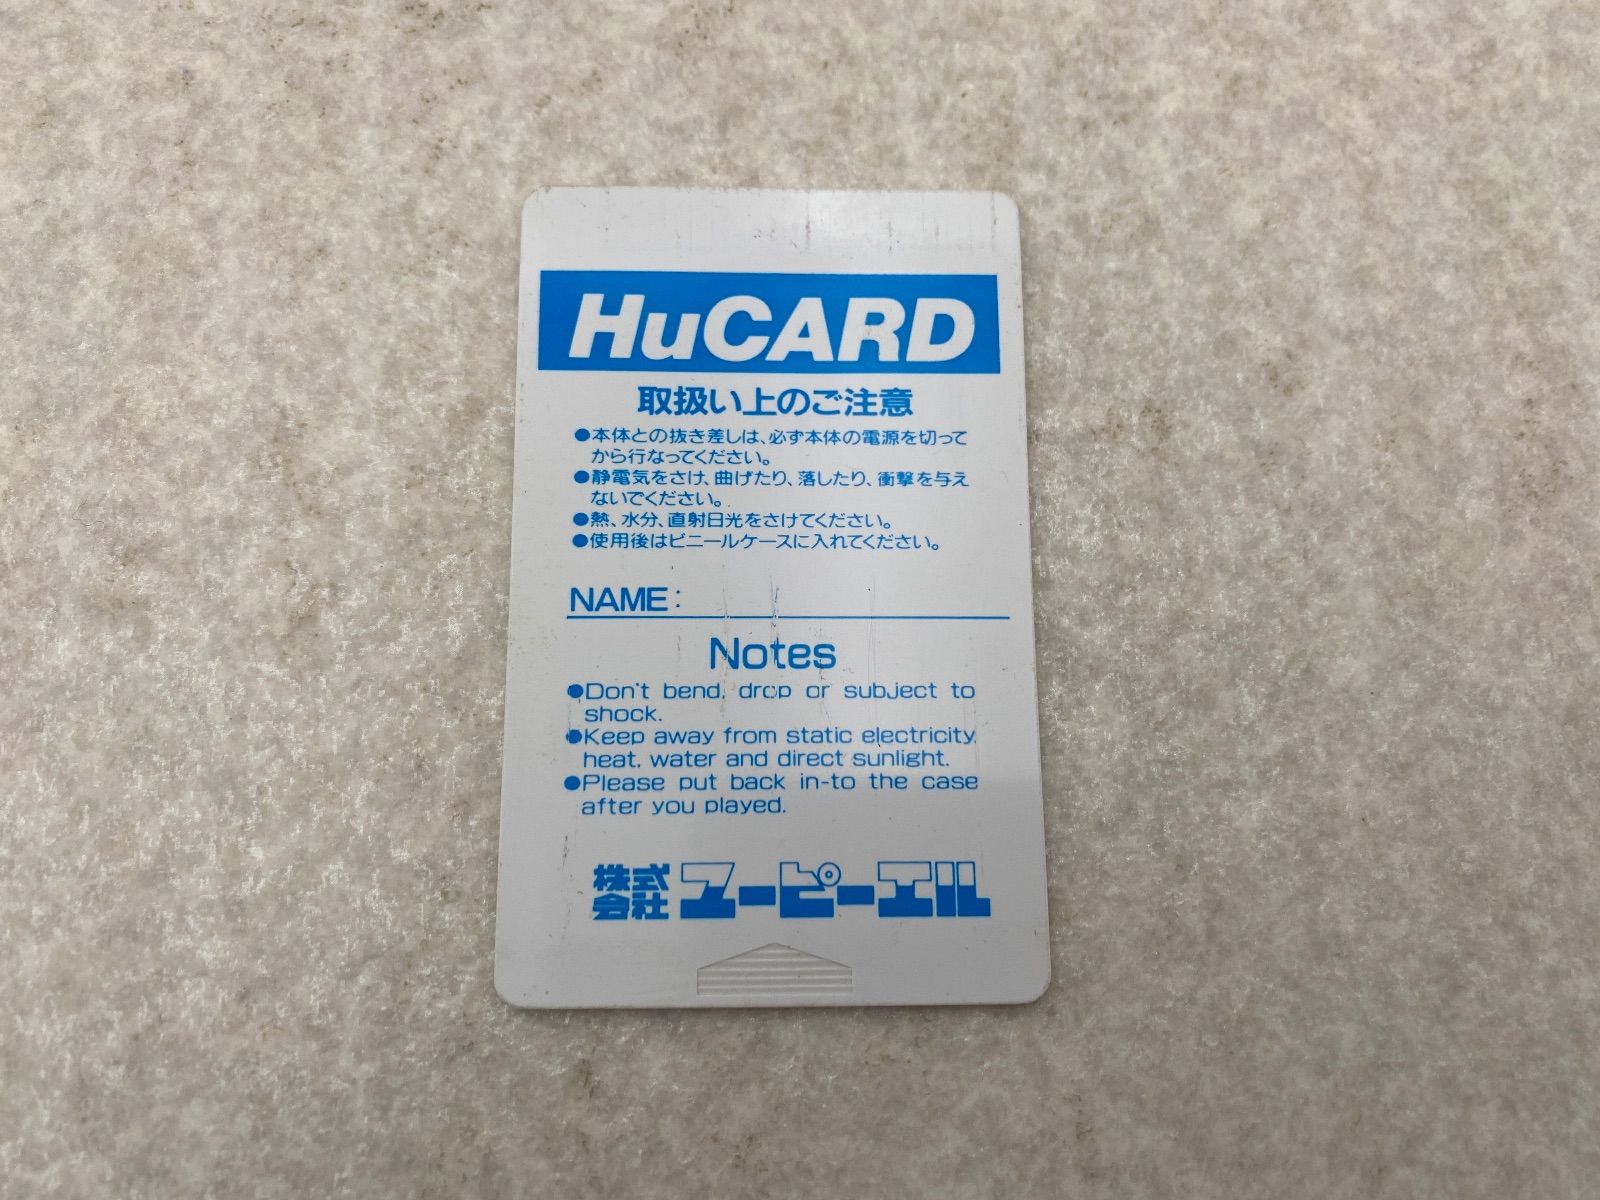 HuCARD
取扱い上のご注意
●本体との抜き差しは、必ず本体の電源を切って
から行なってください。
●静電気をさけ、曲げたり、落したり、衝撃を与え
ないでください。
●熱、水分、直射日光をさけてください。
●使用後はビニールケースに入れてください。
NAME:
Notes
●Don't bend, drop or subject to
shock.
●Keep away from static electricity,
heat, water and direct sunlight.
●Please put back in-to the case
after you played.
株式会社 ユーピーエル